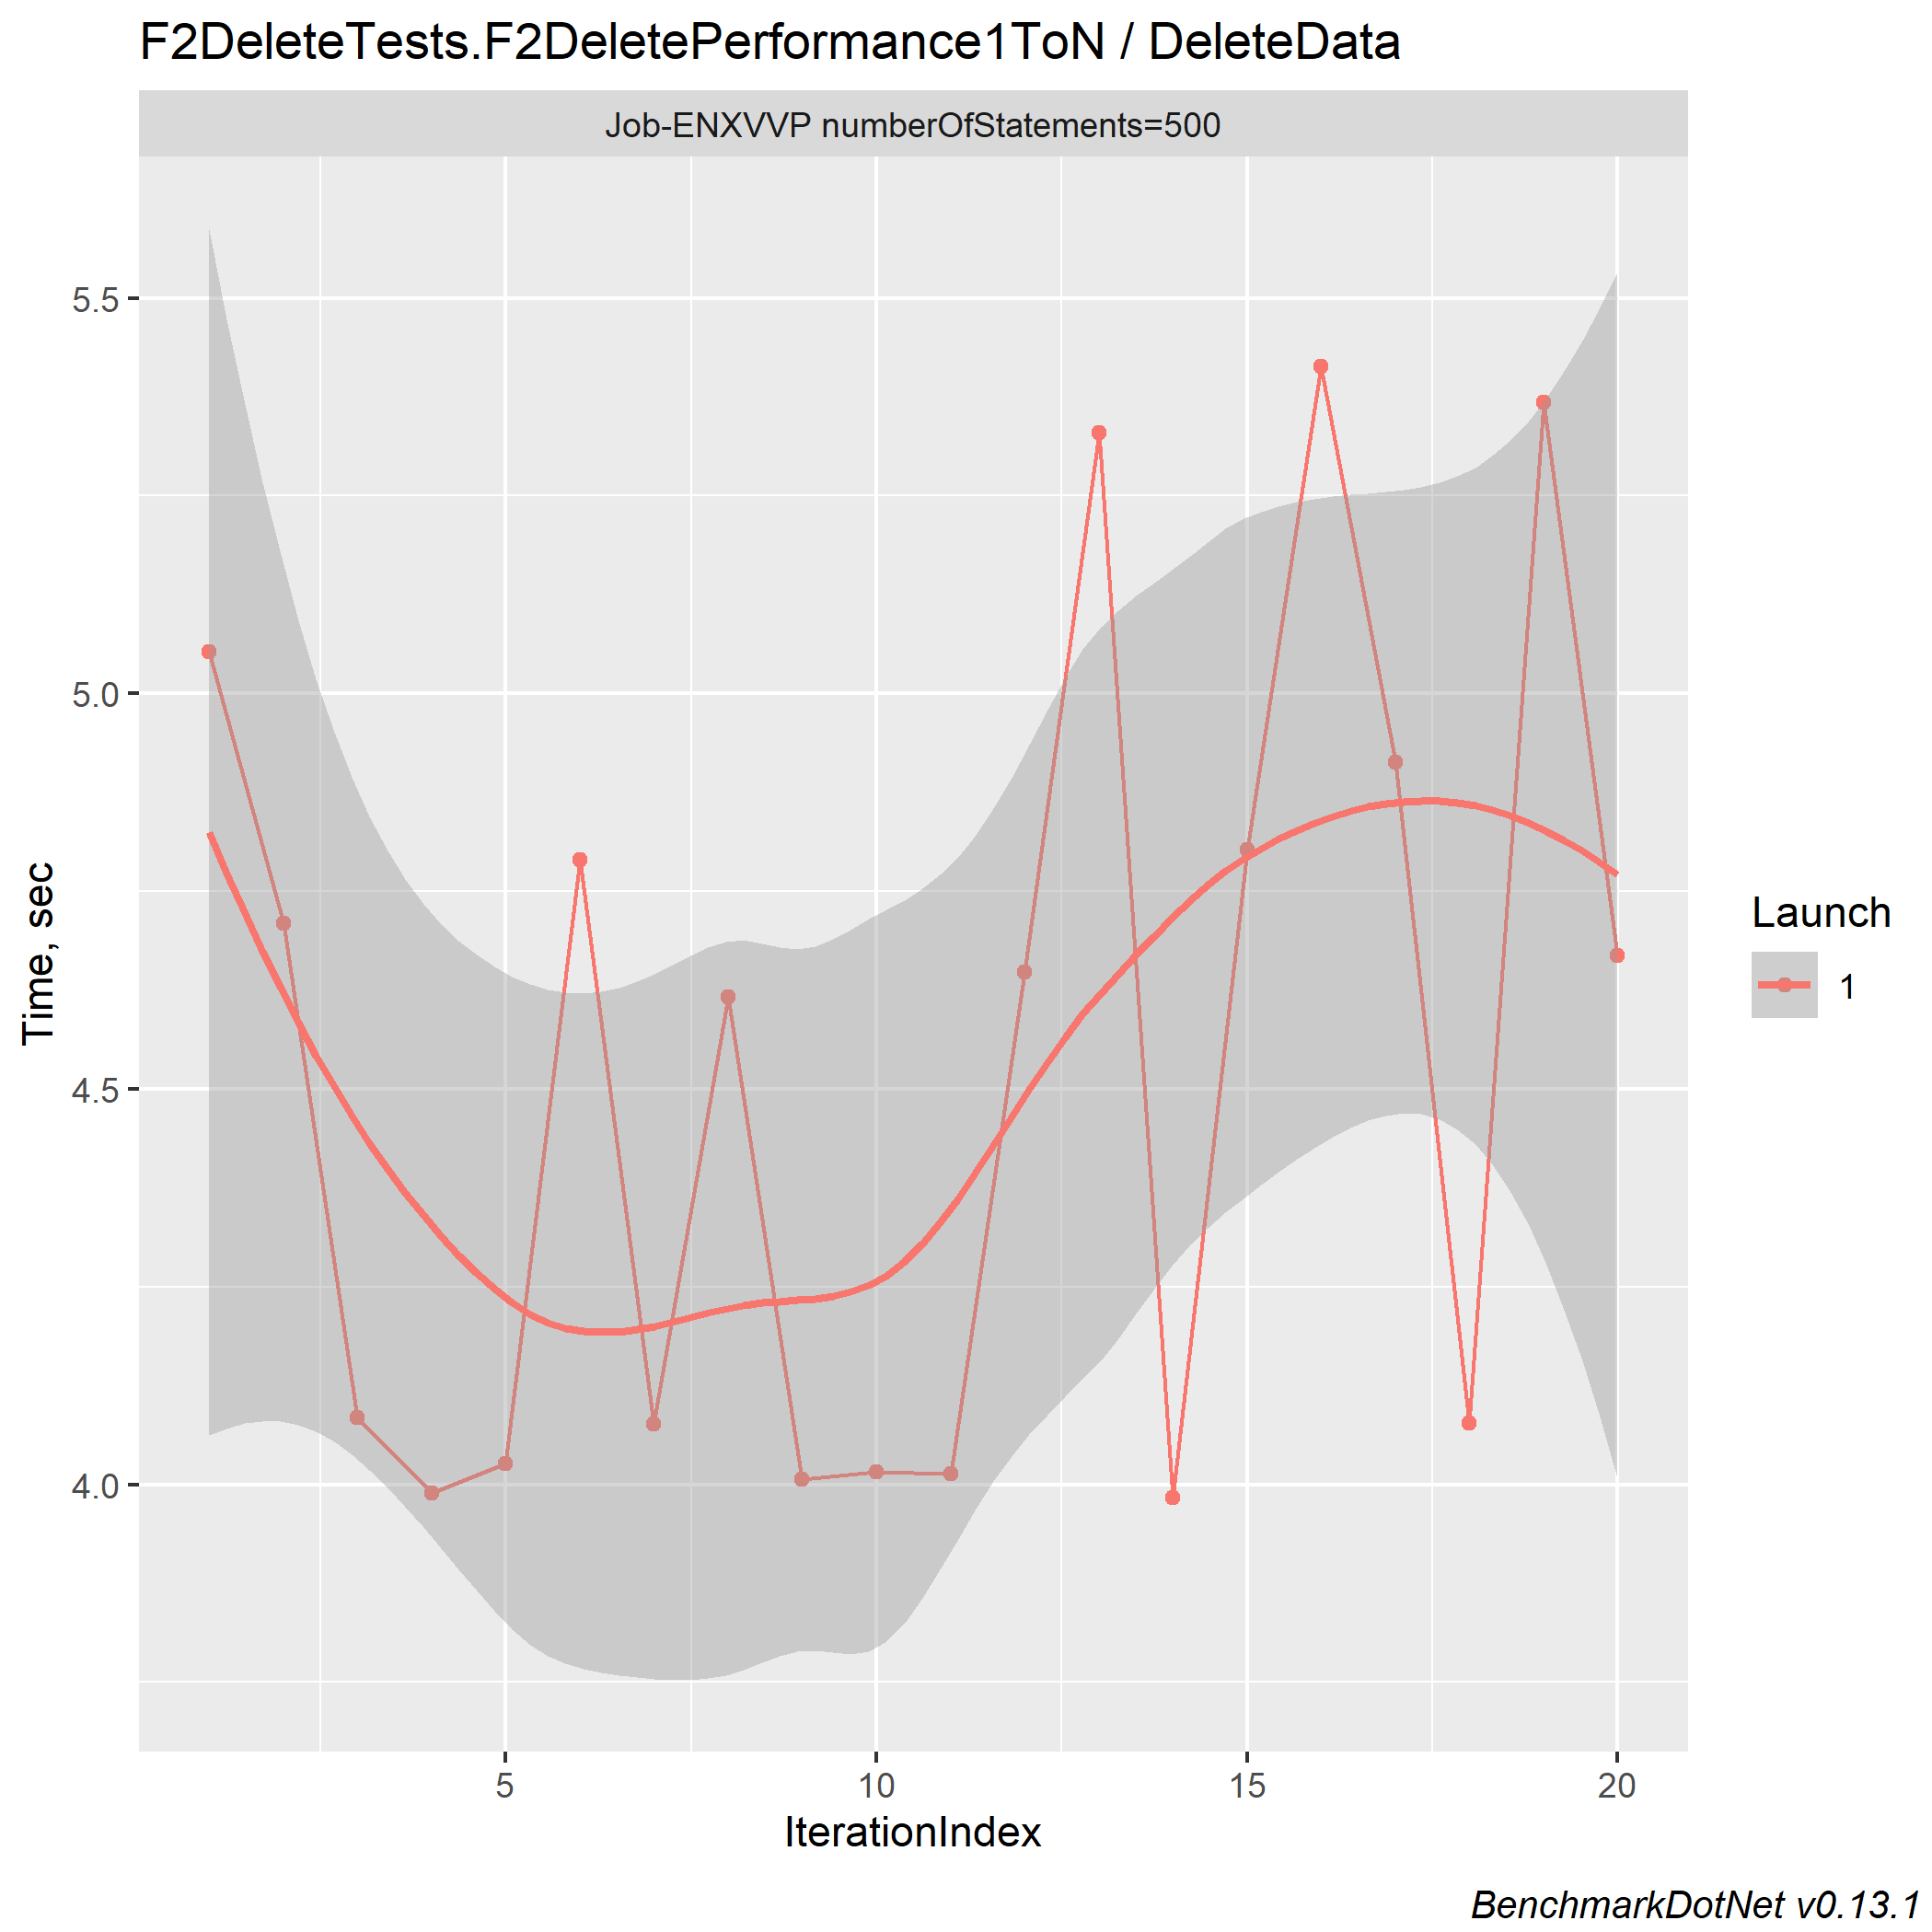 F2DeleteTests.F2DeletePerformance1ToN / DeleteData
Job-ENXVVP numberOfStatements=500
5.5
5.0
4.5
4.0
Time, sec
5 10 15 20
IterationIndex
Launch
1
BenchmarkDotNet v0.13.1